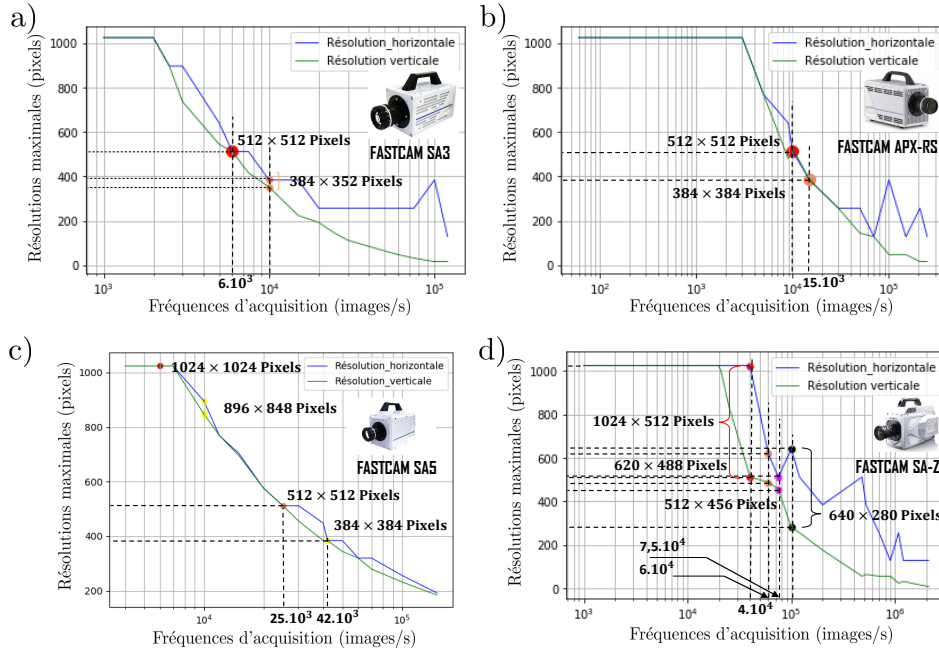 a)
Résolutions maximales (pixels)
1000
800
600
400
200
0
Résolution_horizontale
Résolution verticale
FASTCAM SA3
512 × 512 Pixels
384 × 352 Pixels
10³
10⁴
10⁵
6.10³
Fréquences d'acquisition (images/s)
b)
Résolutions maximales (pixels)
1000
800
600
400
200
0
Résolution_horizontale
Résolution verticale
FASTCAM APX-RS
512 × 512 Pixels
384 × 384 Pixels
10²
10³
10⁴
10⁵
15.10³
Fréquences d'acquisition (images/s)
c)
Résolutions maximales (pixels)
1000
800
600
400
200
Résolution_horizontale
Résolution_verticale
FASTCAM SA5
1024 × 1024 Pixels
896 × 848 Pixels
512 × 512 Pixels
384 × 384 Pixels
10⁴
10⁵
25.10³
42.10³
Fréquences d'acquisition (images/s)
d)
Résolutions maximales (pixels)
1000
800
600
400
200
0
Résolution_horizontale
Résolution verticale
FASTCAM SA-Z
1024 × 512 Pixels
620 × 488 Pixels
512 × 456 Pixels
640 × 280 Pixels
7,5.10⁴
6.10⁴
10³
10⁴
10⁵
10⁶
4.10⁴
Fréquences d'acquisition (images/s)